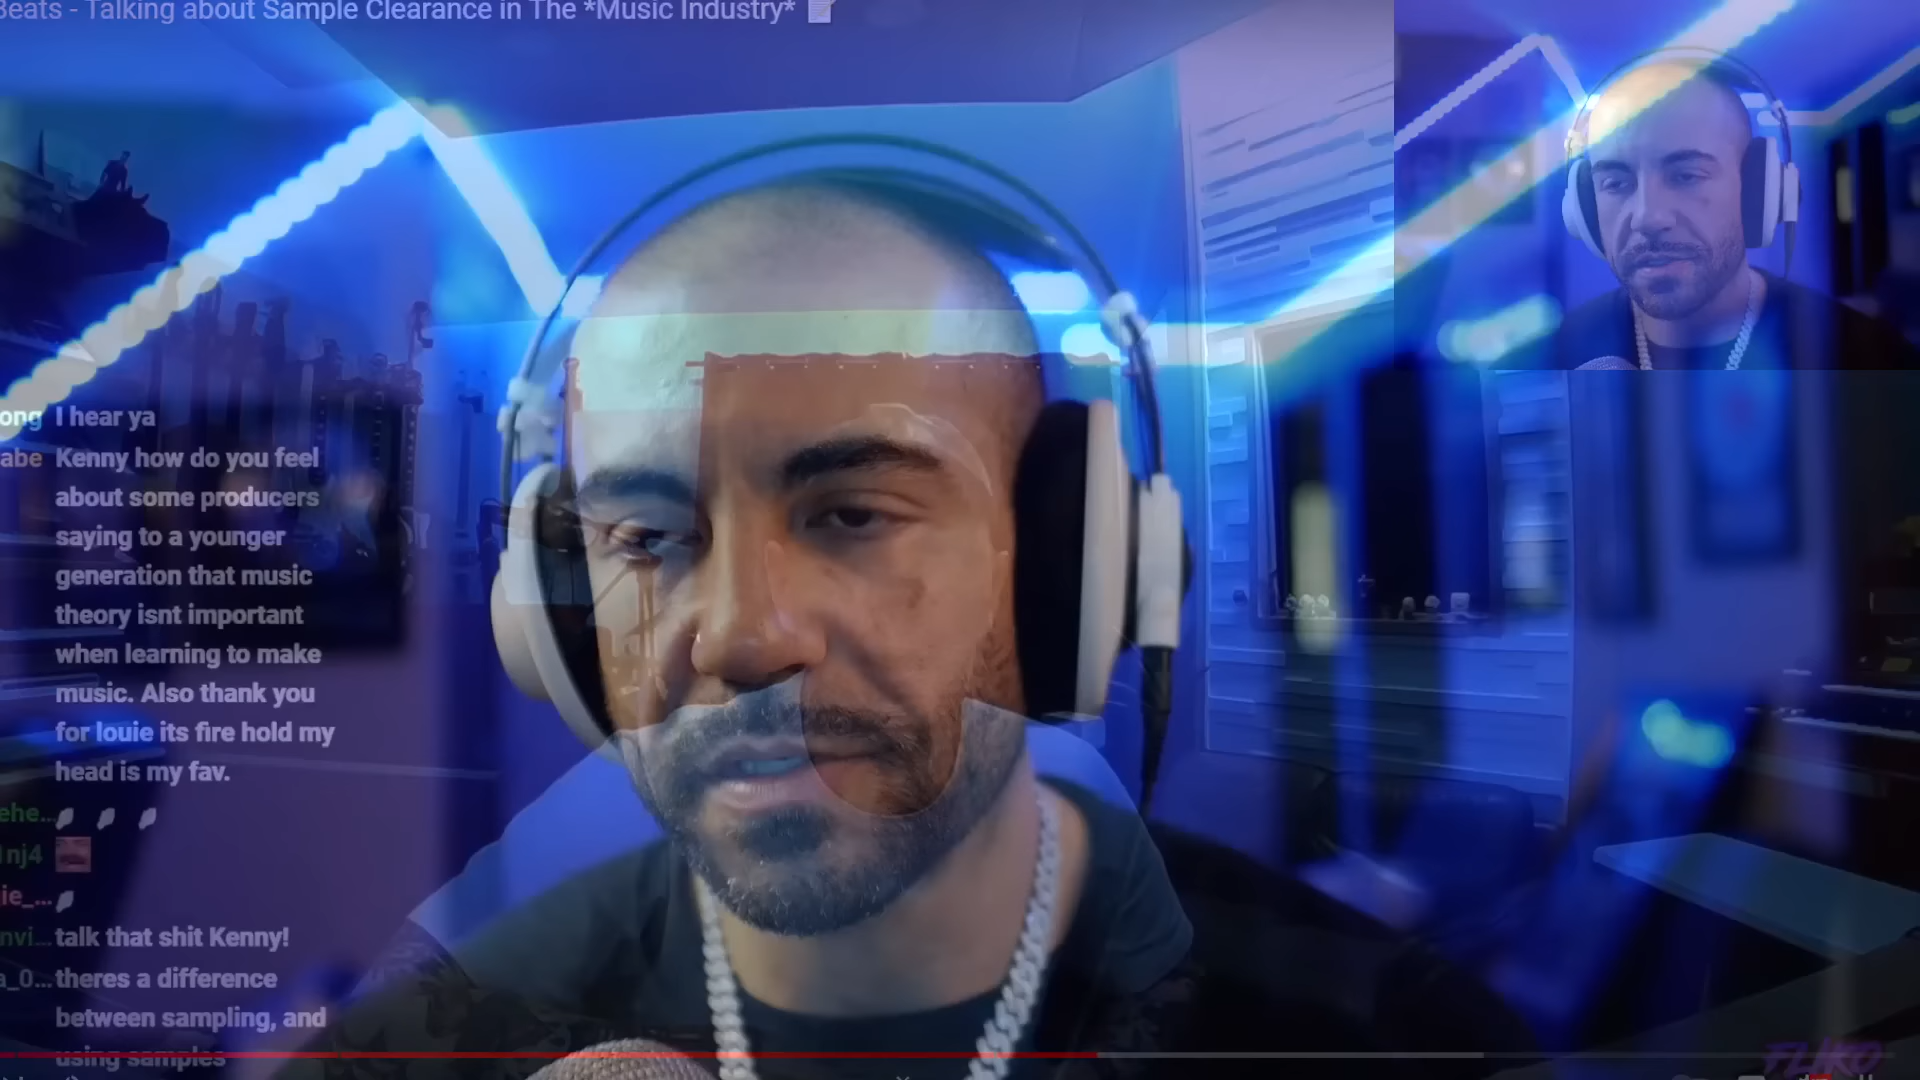 Beats - Talking about Sample Clearance in The *Music Industry*
ong I hear ya
abe Kenny how do you feel
about some producers
saying to a younger
generation that music
theory isnt important
when learning to make
music. Also thank you
for louie its fire hold my
head is my fav.
ehe...
nj4
ie_...
nvi... talk that shit Kenny!
a_0... theres a difference
between sampling, and
using samples
FLIKO